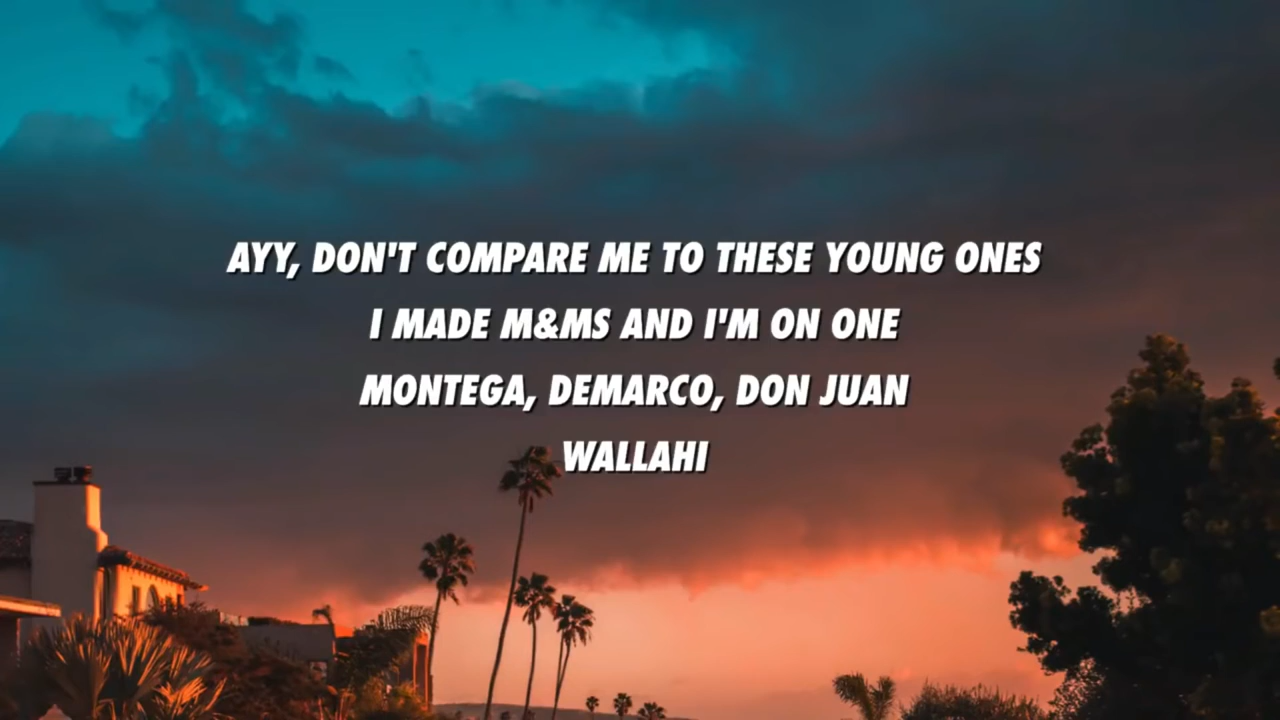 AYY, DON'T COMPARE ME TO THESE YOUNG ONES
I MADE M&MS AND I'M ON ONE
MONTEGA, DEMARCO, DON JUAN
WALLAHI